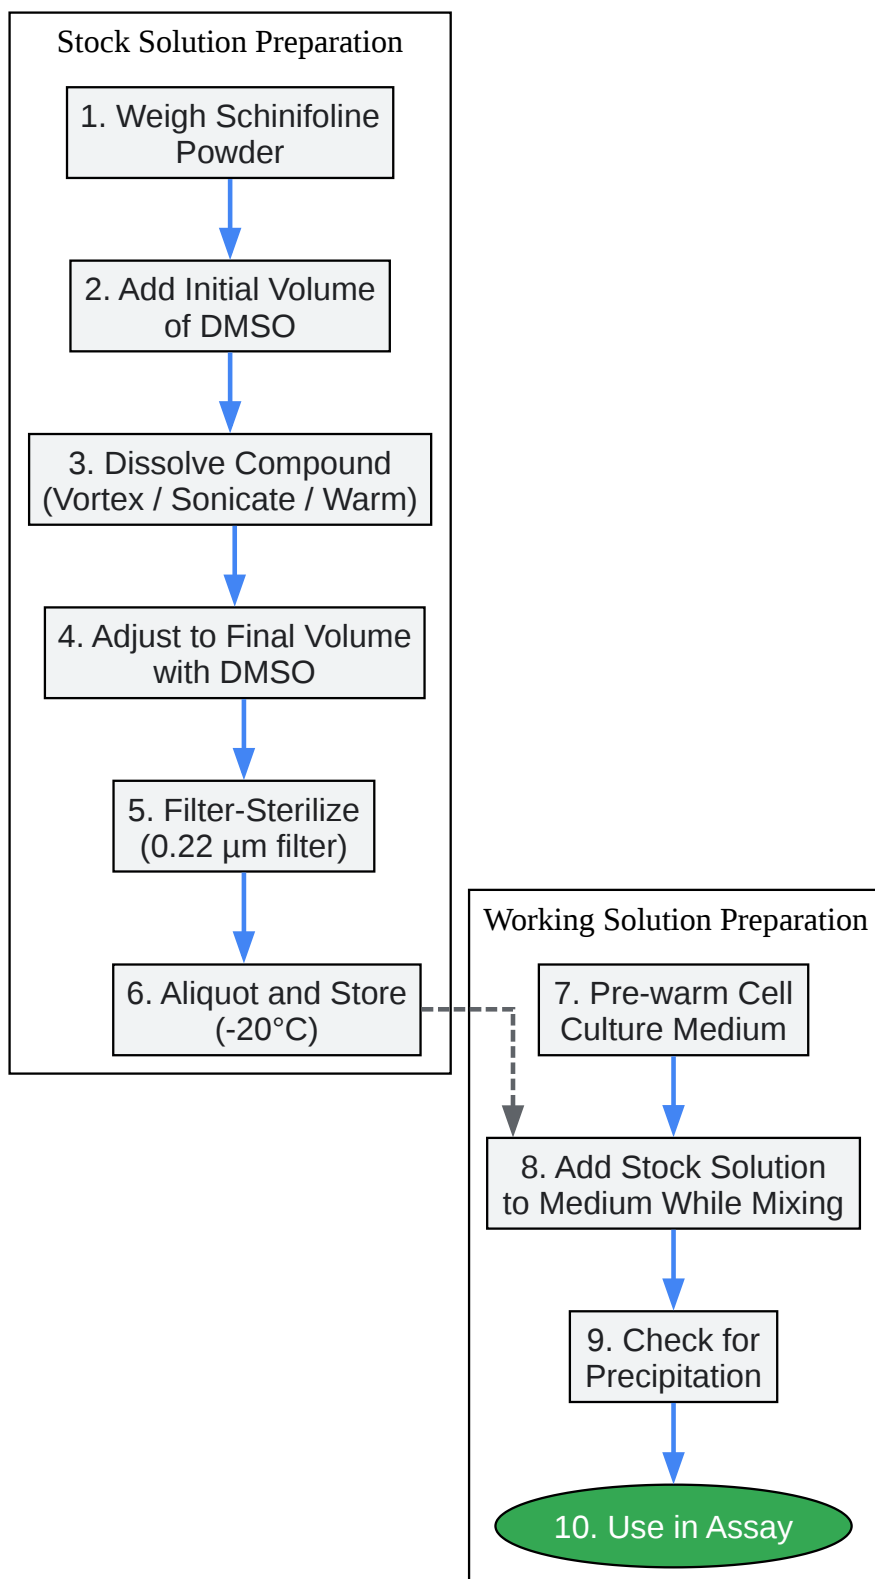 Stock Solution Preparation
1. Weigh Schinifoline
Powder
2. Add Initial Volume
of DMSO
3. Dissolve Compound
(Vortex / Sonicate / Warm)
4. Adjust to Final Volume
with DMSO
5. Filter-Sterilize
(0.22 µm filter)
6. Aliquot and Store
(-20°C)
Working Solution Preparation
7. Pre-warm Cell
Culture Medium
8. Add Stock Solution
to Medium While Mixing
9. Check for
Precipitation
10. Use in Assay